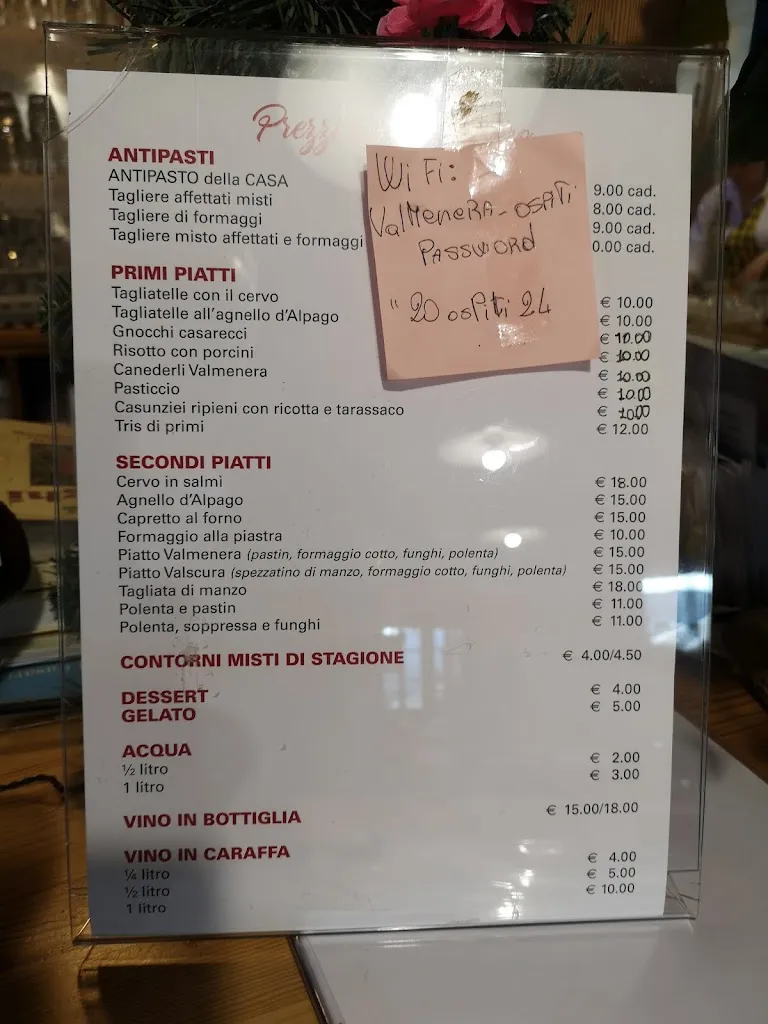 Prezzi
Wi Fi:
ValMeneRA-OSPiTi
PASSWORD
" 20 osPiti 24
ANTIPASTI
ANTIPASTO della CASA 9.00 cad.
Tagliere affettati misti 8.00 cad.
Tagliere di formaggi 9.00 cad.
Tagliere misto affettati e formaggi 0.00 cad.
PRIMI PIATTI
Tagliatelle con il cervo € 10.00
Tagliatelle all'agnello d'Alpago € 10.00
Gnocchi casarecci € 10.00
Risotto con porcini € 10.00
Canederli Valmenera € 10.00
Pasticcio € 10.00
Casunziei ripieni con ricotta e tarassaco € 10.00
Tris di primi € 12.00
SECONDI PIATTI
Cervo in salmì € 18.00
Agnello d'Alpago € 15.00
Capretto al forno € 15.00
Formaggio alla piastra € 10.00
Piatto Valmenera (pastin, formaggio cotto, funghi, polenta) € 15.00
Piatto Valscura (spezzatino di manzo, formaggio cotto, funghi, polenta) € 15.00
Tagliata di manzo € 18.00
Polenta e pastin € 11.00
Polenta, soppressa e funghi € 11.00
CONTORNI MISTI DI STAGIONE € 4.00/4.50
DESSERT € 4.00
GELATO € 5.00
ACQUA
½ litro € 2.00
1 litro € 3.00
VINO IN BOTTIGLIA € 15.00/18.00
VINO IN CARAFFA
¼ litro € 4.00
½ litro € 5.00
1 litro € 10.00